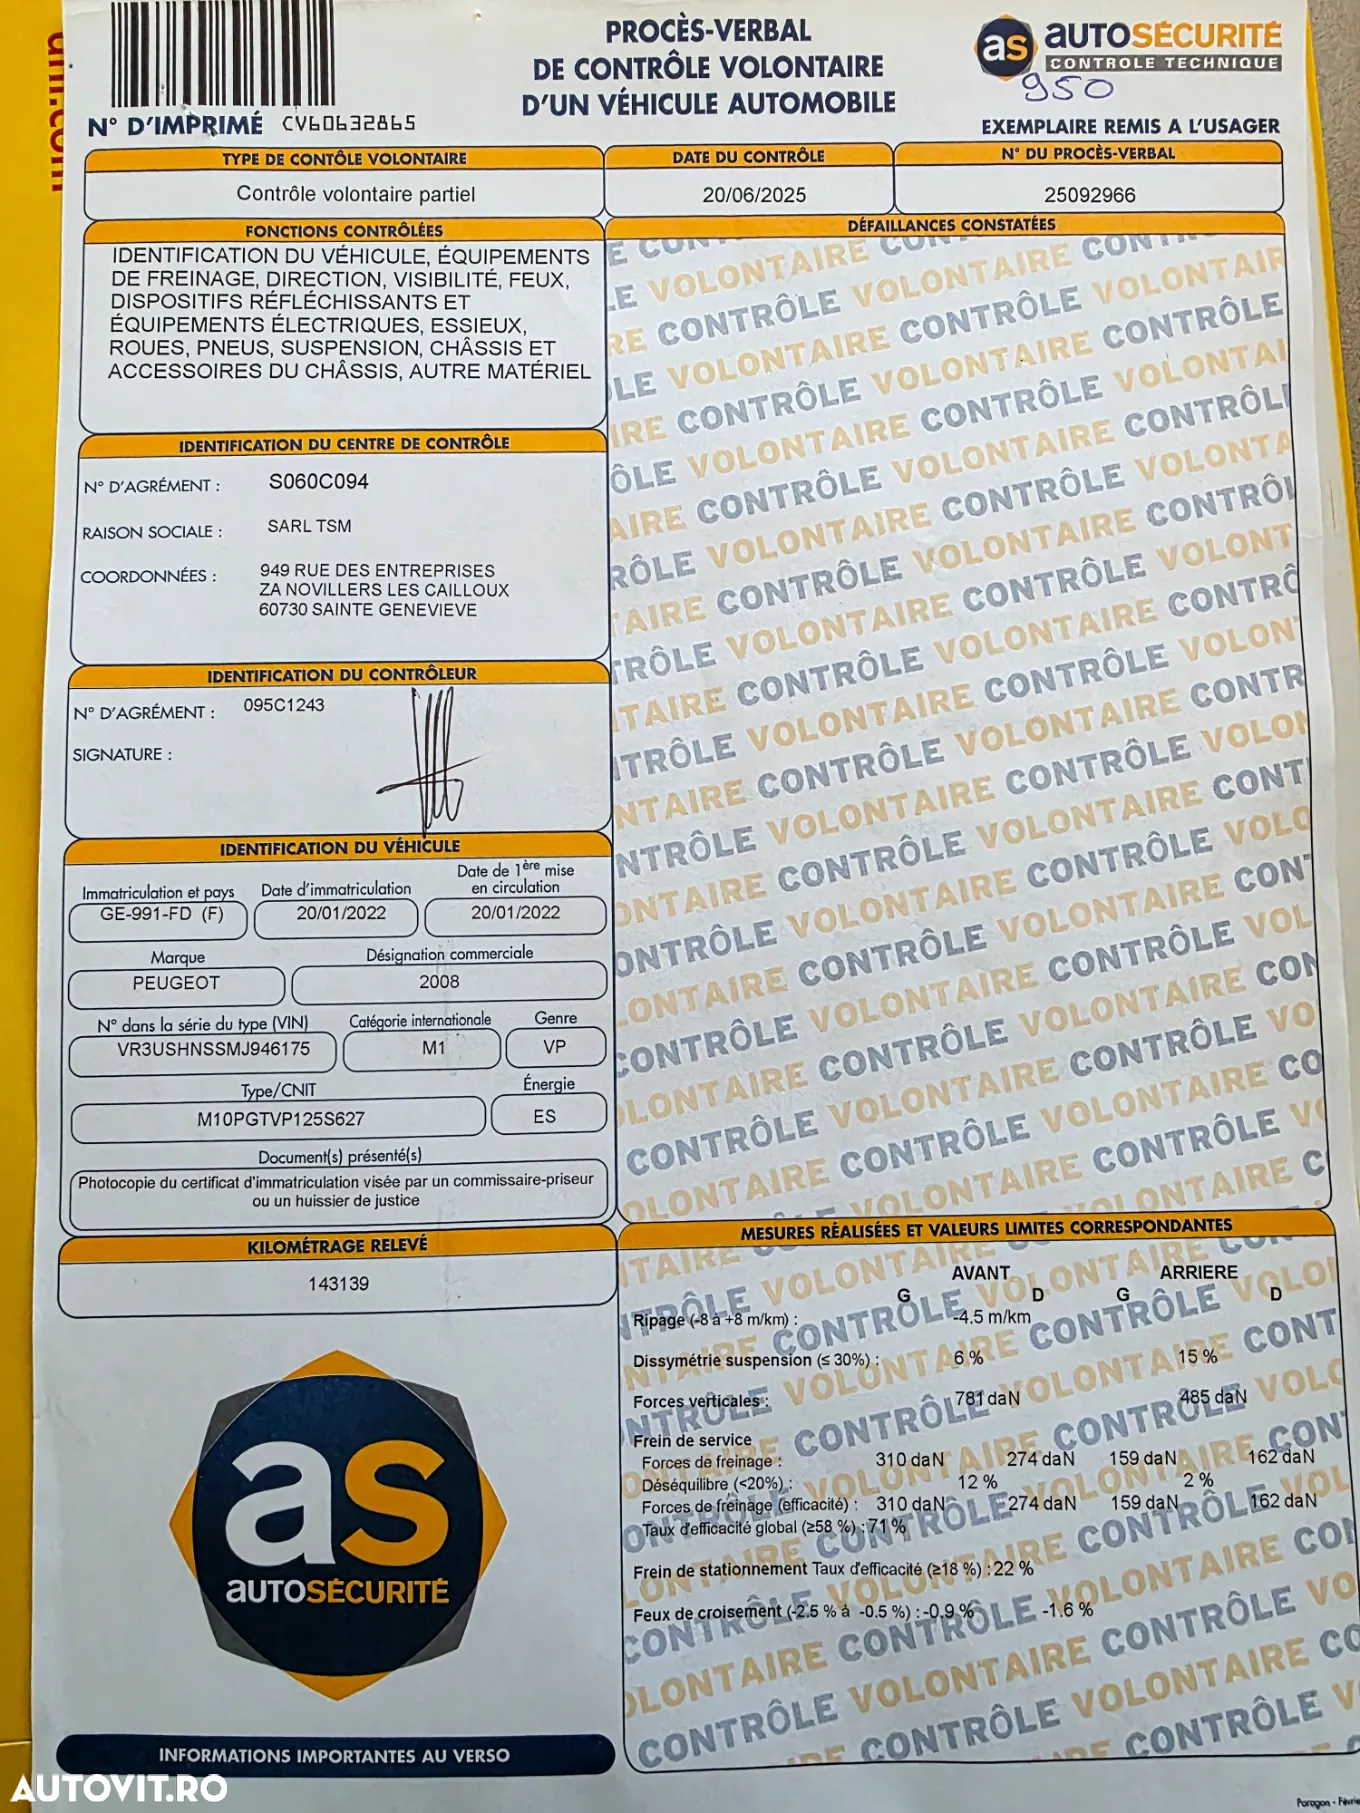 PROCÈS-VERBAL
DE CONTRÔLE VOLONTAIRE
D'UN VÉHICULE AUTOMOBILE
as AUTOSÉCURITÉ
CONTROLE TECHNIQUE
950
N° D'IMPRIMÉ CV60632865
EXEMPLAIRE REMIS A L'USAGER
TYPE DE CONTÔLE VOLONTAIRE
Contrôle volontaire partiel
DATE DU CONTRÔLE
20/06/2025
N° DU PROCÈS-VERBAL
25092966
FONCTIONS CONTRÔLÉES
IDENTIFICATION DU VÉHICULE, ÉQUIPEMENTS
DE FREINAGE, DIRECTION, VISIBILITÉ, FEUX,
DISPOSITIFS RÉFLÉCHISSANTS ET
ÉQUIPEMENTS ÉLECTRIQUES, ESSIEUX,
ROUES, PNEUS, SUSPENSION, CHÂSSIS ET
ACCESSOIRES DU CHÂSSIS, AUTRE MATÉRIEL
DÉFAILLANCES CONSTATÉES
CONTRÔLE VOLONTAIRE
IDENTIFICATION DU CENTRE DE CONTRÔLE
N° D'AGRÉMENT : S060C094
RAISON SOCIALE : SARL TSM
COORDONNÉES : 949 RUE DES ENTREPRISES
ZA NOVILLERS LES CAILLOUX
60730 SAINTE GENEVIEVE
IDENTIFICATION DU CONTRÔLEUR
N° D'AGRÉMENT : 095C1243
SIGNATURE :
IDENTIFICATION DU VÉHICULE
Immatriculation et pays
GE-991-FD (F)
Date d'immatriculation
20/01/2022
Date de 1ère mise
en circulation
20/01/2022
Marque
PEUGEOT
Désignation commerciale
2008
N° dans la série du type (VIN)
VR3USHNSSMJ946175
Catégorie internationale
M1
Genre
VP
Type/CNIT
M10PGTVP125S627
Énergie
ES
Document(s) présenté(s)
Photocopie du certificat d'immatriculation visée par un commissaire-priseur
ou un huissier de justice
KILOMÉTRAGE RELEVÉ
143139
MESURES RÉALISÉES ET VALEURS LIMITES CORRESPONDANTES
AVANT ARRIERE
G D G D
Ripage (-8 à +8 m/km) : -4.5 m/km
Dissymétrie suspension (≤ 30%) : 6 % 15 %
Forces verticales : 781 daN 485 daN
Frein de service
Forces de freinage : 310 daN 274 daN 159 daN 162 daN
Déséquilibre (<20%) : 12 % 2 %
Forces de freinage (efficacité) : 310 daN 274 daN 159 daN 162 daN
Taux d'efficacité global (≥58 %) : 71 %
Frein de stationnement Taux d'efficacité (≥18 %) : 22 %
Feux de croisement (-2.5 % à -0.5 %) : -0.9 % -1.6 %
as
AUTOSÉCURITÉ
INFORMATIONS IMPORTANTES AU VERSO
AUTOVIT.RO